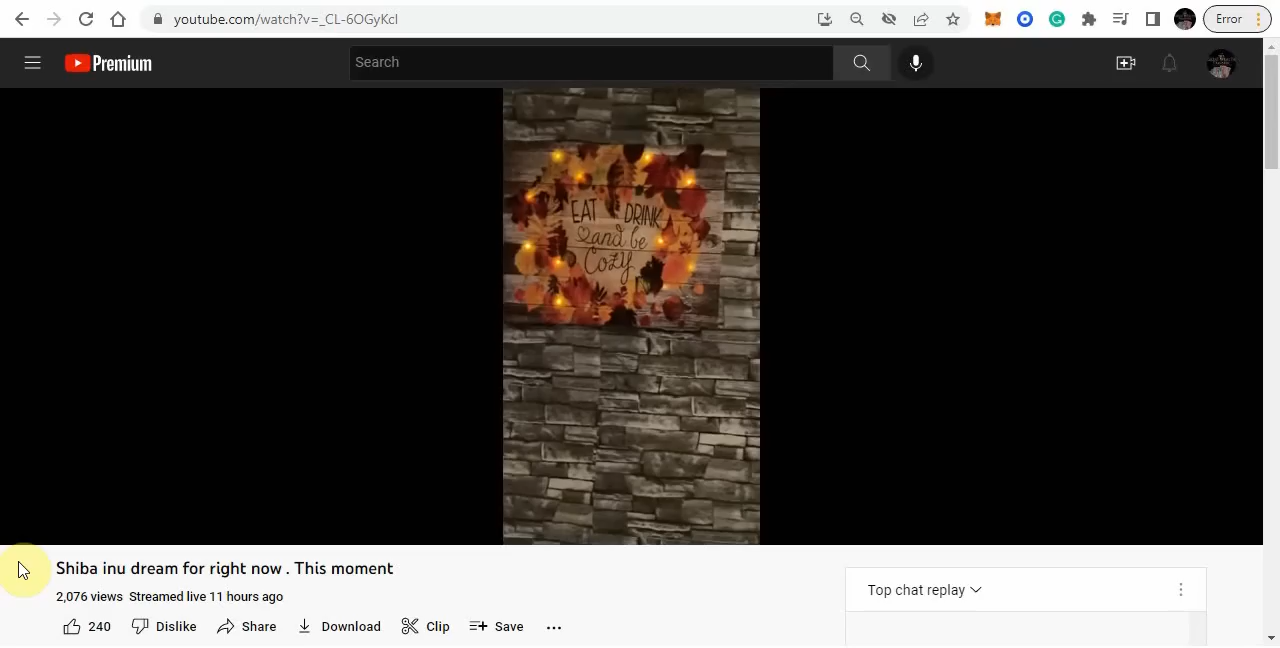 youtube.com/watch?v=_CL-6OGyKcI
Error
Premium
Search
EAT DRINK
and be
Cozy
Shiba inu dream for right now . This moment
2,076 views Streamed live 11 hours ago
240 Dislike Share Download Clip Save ...
Top chat replay